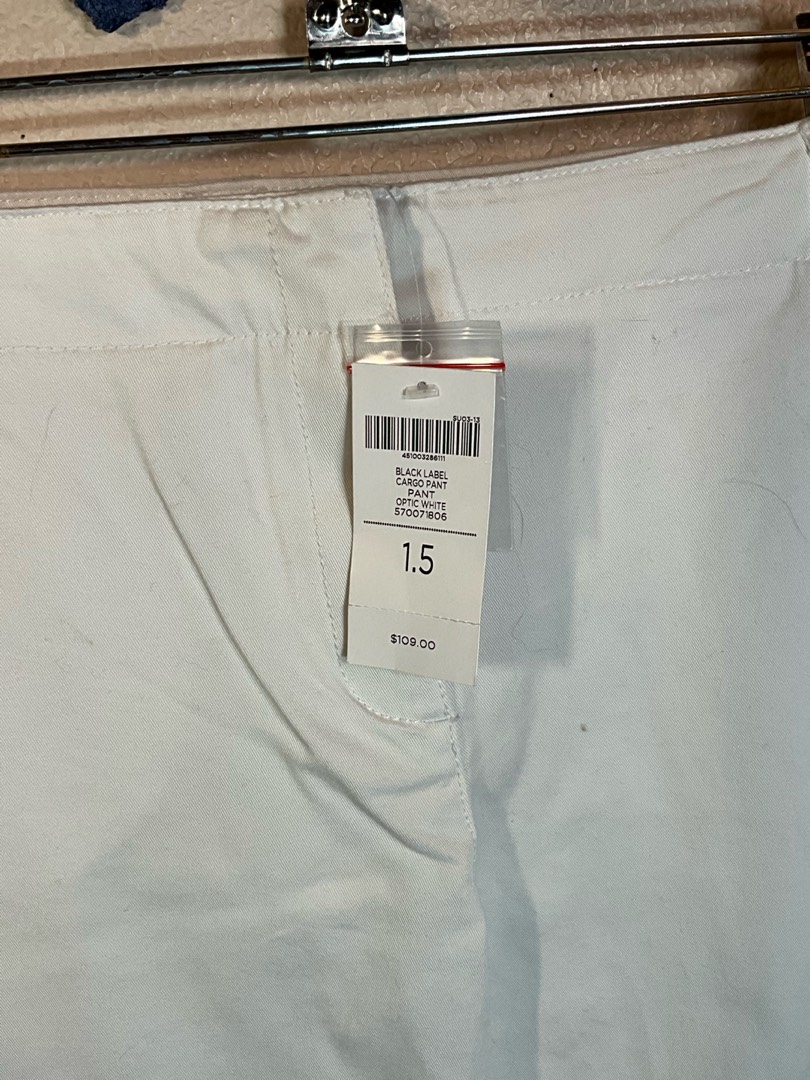 SU03-13
451003286111
BLACK LABEL
CARGO PANT
PANT
OPTIC WHITE
570071806
1.5
$109.00